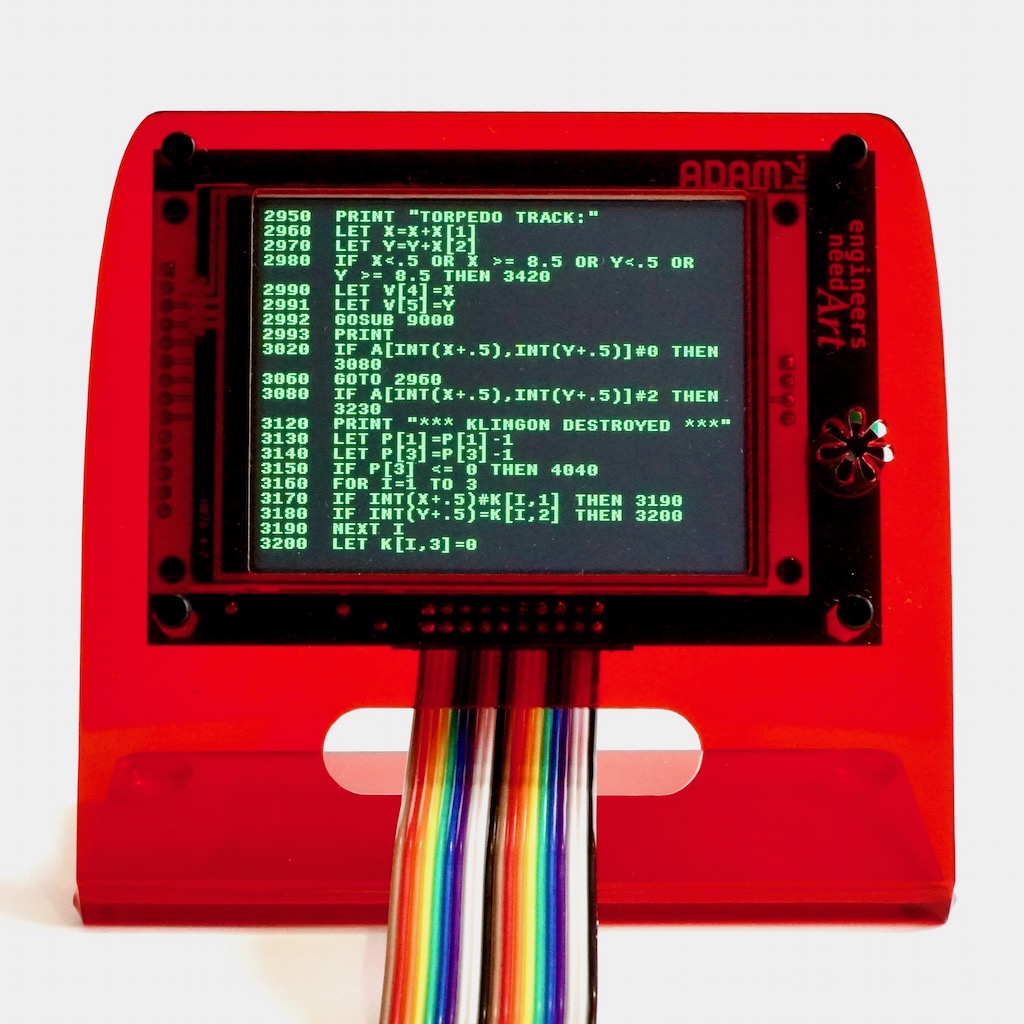 ADAM72
engineers
need Art
2950  PRINT "TORPEDO TRACK:"
2960  LET X=X+X[1]
2970  LET Y=Y+X[2]
2980  IF X<.5 OR X >= 8.5 OR Y<.5 OR
Y >= 8.5 THEN 3420
2990  LET V[4]=X
2991  LET V[5]=Y
2992  GOSUB 9000
2993  PRINT
3020  IF A[INT(X+.5),INT(Y+.5)]#0 THEN
3080
3060  GOTO 2960
3080  IF A[INT(X+.5),INT(Y+.5)]#2 THEN
3230
3120  PRINT "*** KLINGON DESTROYED ***"
3130  LET P[1]=P[1]-1
3140  LET P[3]=P[3]-1
3150  IF P[3] <= 0 THEN 4040
3160  FOR I=1 TO 3
3170  IF INT(X+.5)#K[I,1] THEN 3190
3180  IF INT(Y+.5)=K[I,2] THEN 3200
3190  NEXT I
3200  LET K[I,3]=0